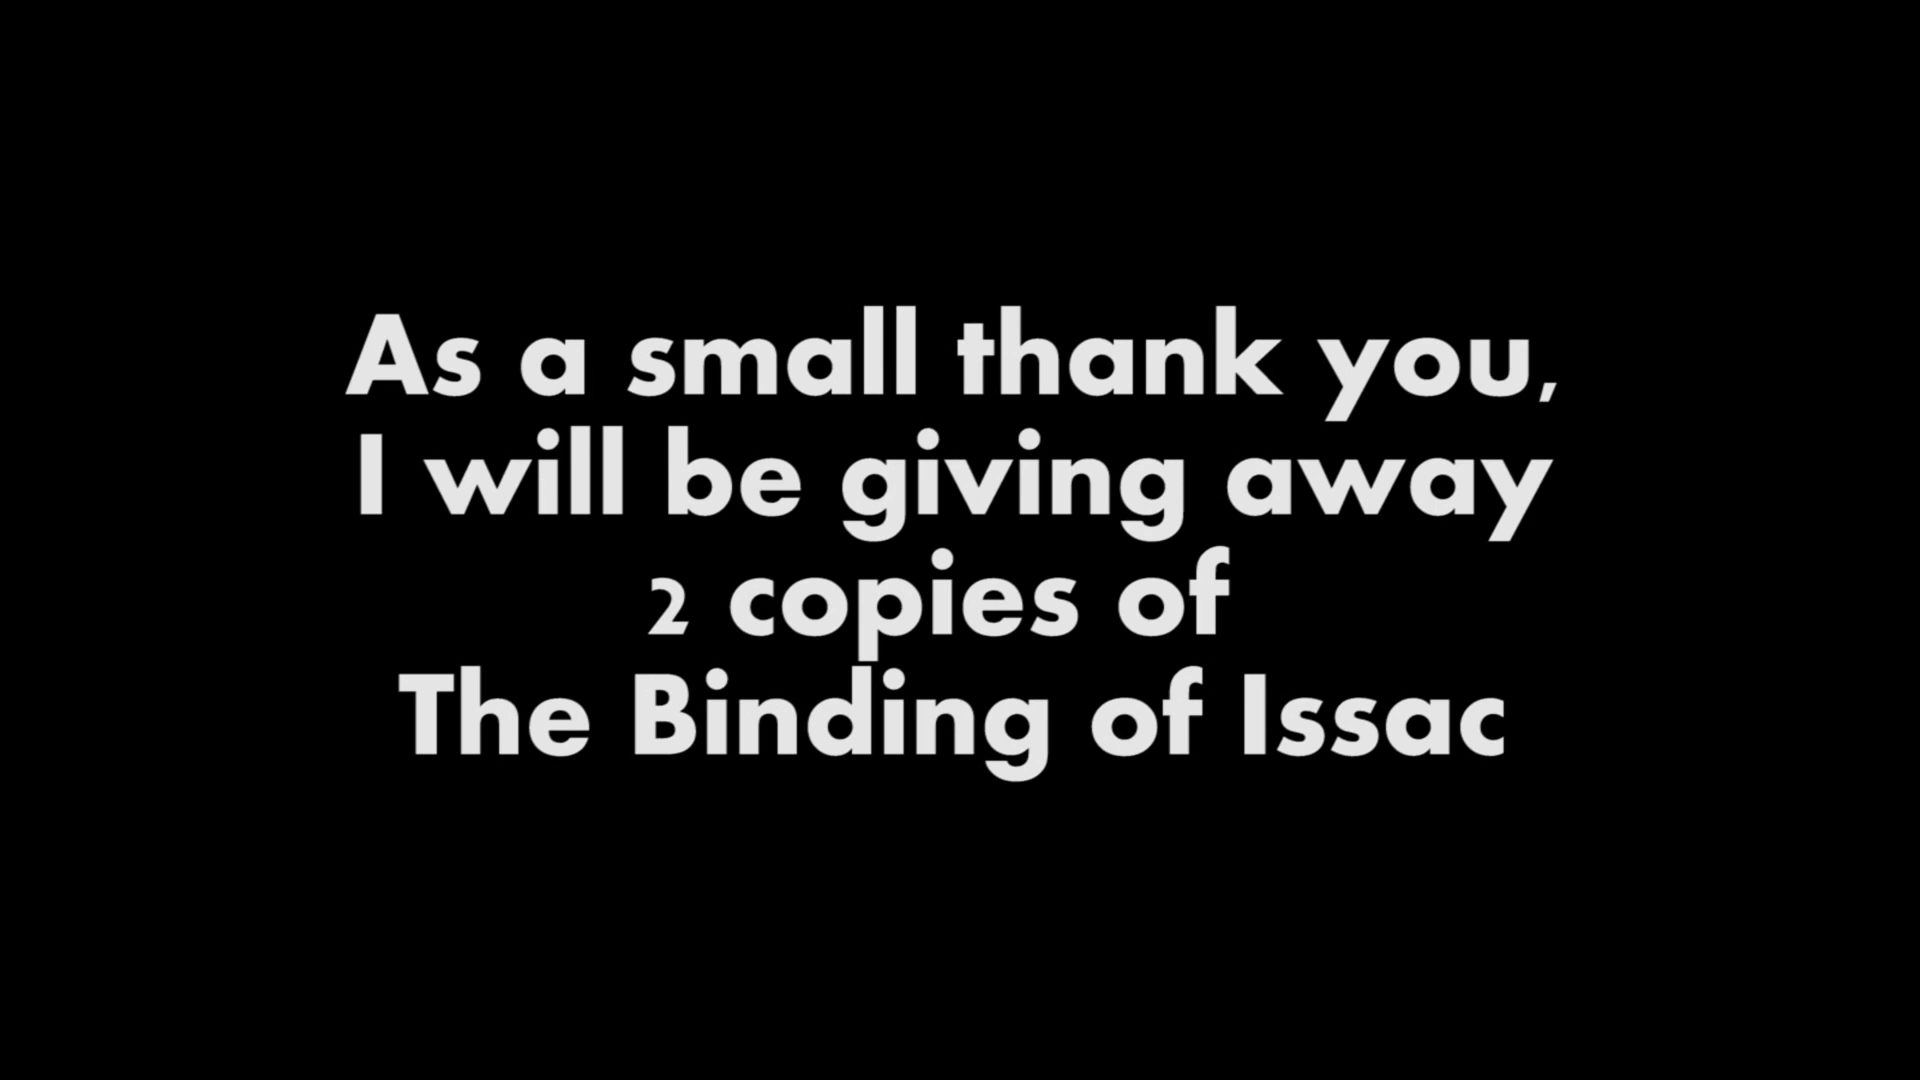 As a small thank you,
I will be giving away
2 copies of
The Binding of Issac